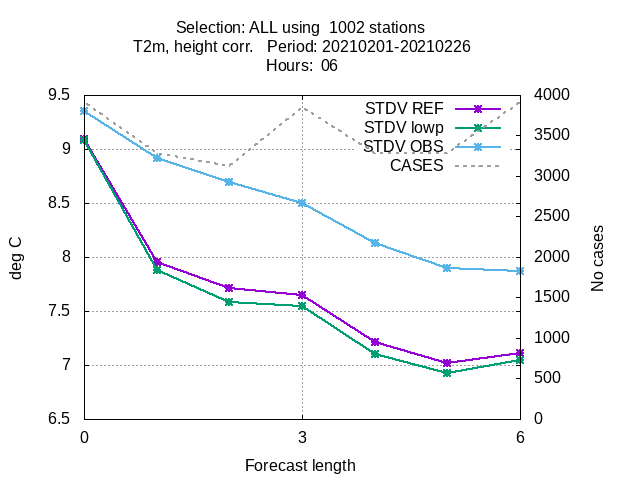 Selection: ALL using  1002 stations
T2m, height corr.   Period: 20210201-20210226
Hours:  06
9.5
9
8.5
8
7.5
7
6.5
deg C
4000
3500
3000
2500
2000
1500
1000
500
0
No cases
STDV REF
STDV lowp
STDV OBS
CASES
0
3
6
Forecast length